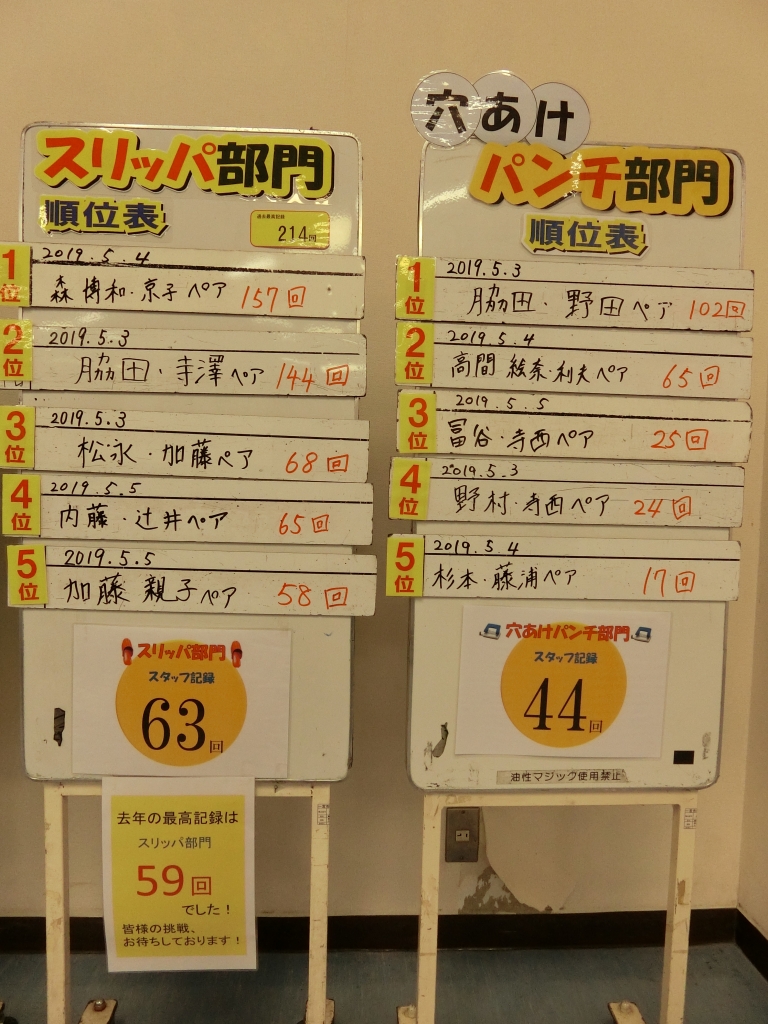 スリッパ部門
順位表
過去最高記録
214回
1位
2019.5.4
森 博和・京子ペア 157回
2位
2019.5.3
脇田・寺澤ペア 144回
3位
2019.5.3
松永・加藤ペア 68回
4位
2019.5.5
内藤・辻井ペア 65回
5位
2019.5.5
加藤 親子ペア 58回
スリッパ部門
スタッフ記録
63回
去年の最高記録は
スリッパ部門
59回
でした！
皆様の挑戦、
お待ちしております！
穴あけ
パンチ部門
順位表
1位
2019.5.3
脇田・野田ペア 102回
2位
2019.5.4
高間 絵奈・利夫ペア 65回
3位
2019.5.5
冨谷・寺西ペア 25回
4位
2019.5.3
野村・寺西ペア 24回
5位
2019.5.4
杉本・藤浦ペア 17回
穴あけパンチ部門
スタッフ記録
44回
油性マジック使用禁止